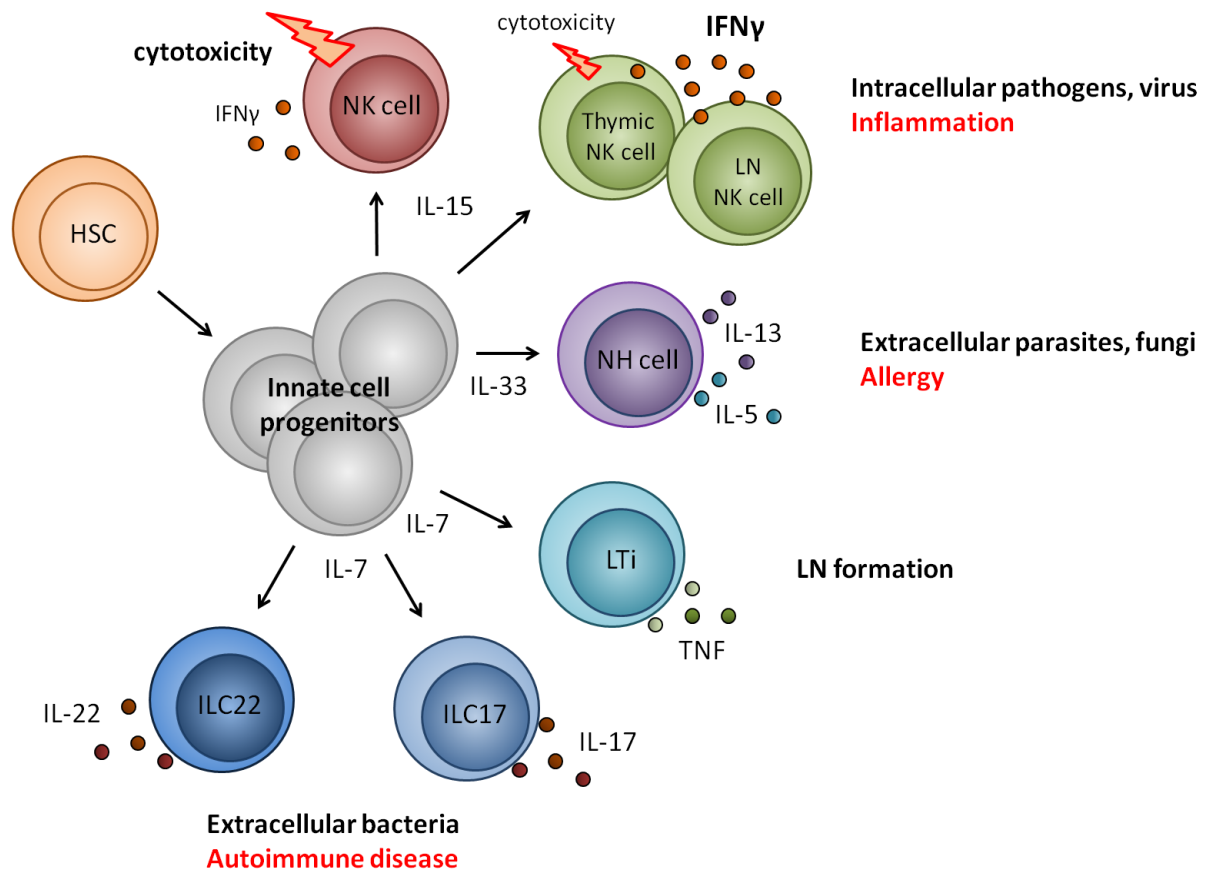 cytotoxicity
IFNγ
NK cell
cytotoxicity
IFNγ
Thymic
NK cell
LN
NK cell
Intracellular pathogens, virus
Inflammation
HSC
IL-15
Innate cell
progenitors
IL-33
NH cell
IL-13
IL-5
Extracellular parasites, fungi
Allergy
IL-7
IL-7
LTi
TNF
LN formation
IL-22
ILC22
ILC17
IL-17
Extracellular bacteria
Autoimmune disease